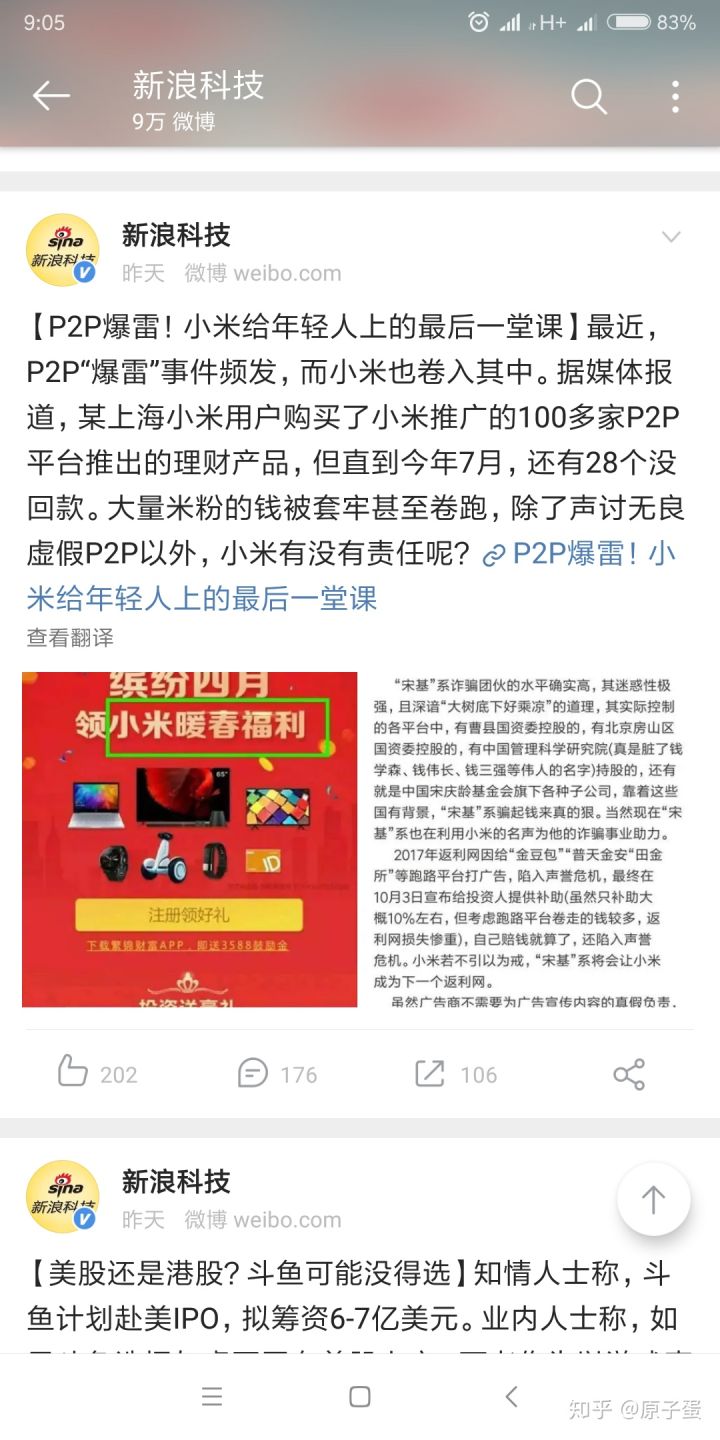 9:05
H+
83%
新浪科技
9万 微博
sina
新浪科技
新浪科技
昨天 微博 weibo.com
【P2P爆雷！小米给年轻人上的最后一堂课】最近，
P2P“爆雷”事件频发，而小米也卷入其中。据媒体报
道，某上海小米用户购买了小米推广的100多家P2P
平台推出的理财产品，但直到今年7月，还有28个没
回款。大量米粉的钱被套牢甚至卷跑，除了声讨无良
虚假P2P以外，小米有没有责任呢？P2P爆雷！小
米给年轻人上的最后一堂课
查看翻译
缤纷四月
领小米暖春福利
65"
注册领好礼
下载繁锦财富APP，即送3588鼓励金
投资送豪礼
“宋基”系诈骗团伙的水平确实高，其迷惑性极
强，且深谙“大树底下好乘凉”的道理，其实际控制
的各平台中，有曹县国资委控股的，有北京房山区
国资委控股的，有中国管理科学研究院(真是脏了钱
学森、钱伟长、钱三强等伟人的名字)持股的，还有
就是中国宋庆龄基金会旗下各种子公司，靠着这些
国有背景，“宋基”系骗起钱来真的狠。当然现在“宋
基”系也在利用小米的名声为他的诈骗事业助力。
2017年返利网因给“金豆包”“普天金安“田金
所”等跑路平台打广告，陷入声誉危机，最终在
10月3日宣布给投资人提供补助(虽然只补助大
概10%左右，但考虑跑路平台卷走的钱较多，返
利网损失惨重)，自己赔钱就算了，还陷入声誉
危机。小米若不引以为戒，“宋基”系将会让小米
成为下一个返利网。
虽然广告商不需要为广告宣传内容的真假负责，
202
176
106
sina
新浪科技
新浪科技
昨天 微博 weibo.com
【美股还是港股？斗鱼可能没得选】知情人士称，斗
鱼计划赴美IPO，拟筹资6-7亿美元。业内人士称，如
知乎 @原子蛋